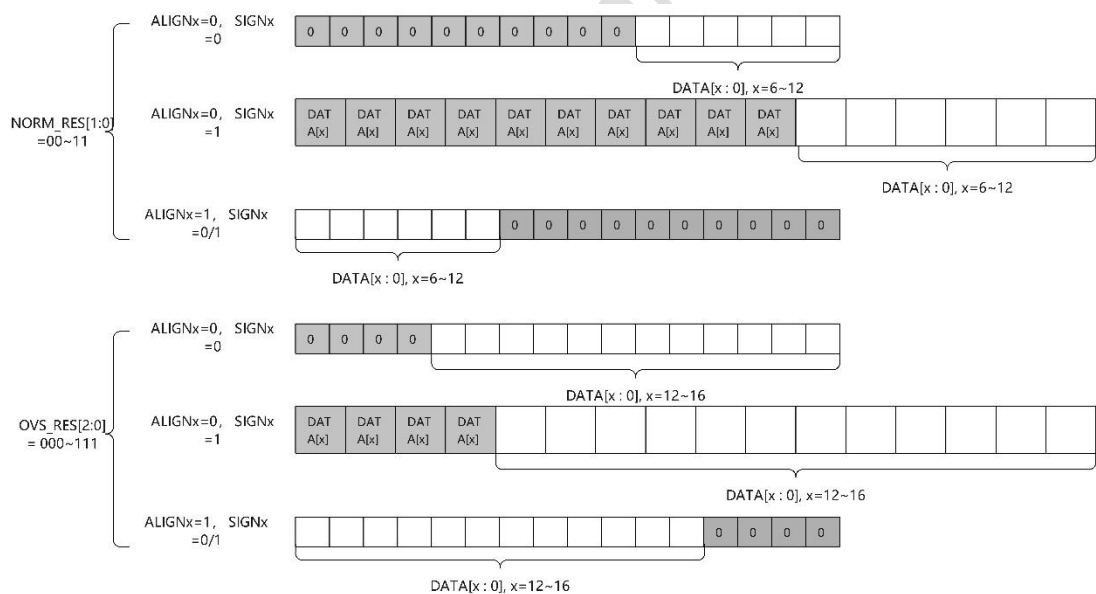 ALIGNx=0, SIGNx
=0
0 0 0 0 0 0 0 0 0 0
DATA[x : 0], x=6~12
NORM_RES[1:0]
=00~11
ALIGNx=0, SIGNx
=1
DAT DAT DAT DAT DAT DAT DAT DAT DAT DAT
A[x] A[x] A[x] A[x] A[x] A[x] A[x] A[x] A[x] A[x]
DATA[x : 0], x=6~12
ALIGNx=1, SIGNx
=0/1
0 0 0 0 0 0 0 0 0 0
DATA[x : 0], x=6~12
ALIGNx=0, SIGNx
=0
0 0 0 0
DATA[x : 0], x=12~16
OVS_RES[2:0]
= 000~111
ALIGNx=0, SIGNx
=1
DAT DAT DAT DAT
A[x] A[x] A[x] A[x]
DATA[x : 0], x=12~16
ALIGNx=1, SIGNx
=0/1
0 0 0 0
DATA[x : 0], x=12~16